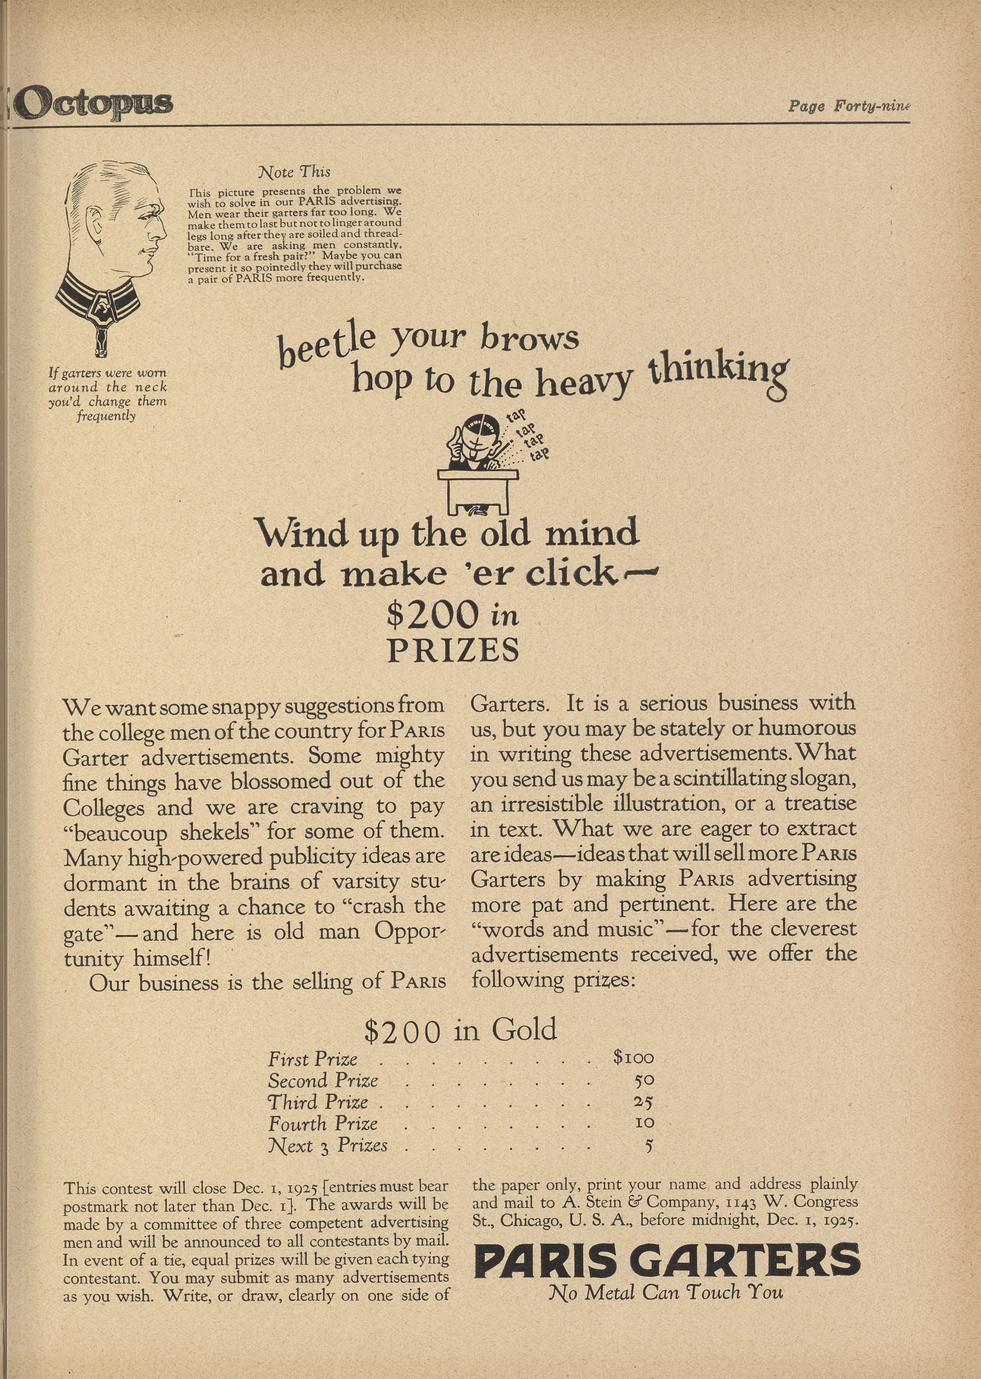 Octopus
Page Forty-nine
Note This
This picture presents the problem we
wish to solve in our PARIS advertising.
Men wear their garters far too long. We
make them to last but not to linger around
legs long after they are soiled and thread-
bare. We are asking men constantly,
"Time for a fresh pair?" Maybe you can
present it so pointedly they will purchase
a pair of PARIS more frequently.
If garters were worn
around the neck
you'd change them
frequently
beetle your brows
hop to the heavy thinking
tap
tap
tap
tap
Wind up the old mind
and make 'er click—
$200 in
PRIZES
We want some snappy suggestions from
the college men of the country for PARIS
Garter advertisements. Some mighty
fine things have blossomed out of the
Colleges and we are craving to pay
"beaucoup shekels" for some of them.
Many high-powered publicity ideas are
dormant in the brains of varsity stu-
dents awaiting a chance to "crash the
gate"—and here is old man Oppor-
tunity himself!
Our business is the selling of PARIS
Garters. It is a serious business with
us, but you may be stately or humorous
in writing these advertisements. What
you send us may be a scintillating slogan,
an irresistible illustration, or a treatise
in text. What we are eager to extract
are ideas—ideas that will sell more PARIS
Garters by making PARIS advertising
more pat and pertinent. Here are the
"words and music"—for the cleverest
advertisements received, we offer the
following prizes:
$200 in Gold
First Prize . . . . . . . . . $100
Second Prize . . . . . . . . 50
Third Prize . . . . . . . . . 25
Fourth Prize . . . . . . . . 10
Next 3 Prizes . . . . . . . . 5
This contest will close Dec. 1, 1925 [entries must bear
postmark not later than Dec. 1]. The awards will be
made by a committee of three competent advertising
men and will be announced to all contestants by mail.
In event of a tie, equal prizes will be given each tying
contestant. You may submit as many advertisements
as you wish. Write, or draw, clearly on one side of
the paper only, print your name and address plainly
and mail to A. Stein & Company, 1143 W. Congress
St., Chicago, U. S. A., before midnight, Dec. 1, 1925.
PARIS GARTERS
No Metal Can Touch You